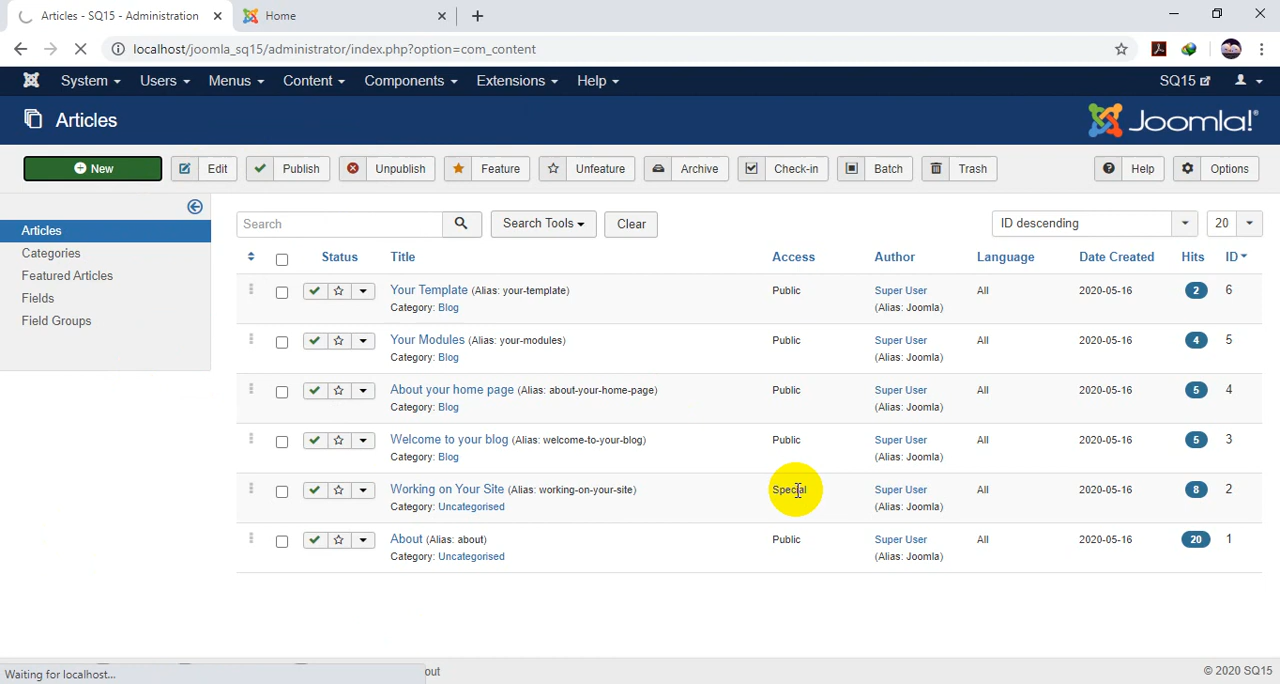 Articles - SQ15 - Administration
Home
localhost/joomla_sq15/administrator/index.php?option=com_content
System Users Menus Content Components Extensions Help SQ15
Articles
Joomla!®
New Edit Publish Unpublish Feature Unfeature Archive Check-in Batch Trash Help Options
Articles
Categories
Featured Articles
Fields
Field Groups
Search Search Tools Clear ID descending 20
Status Title Access Author Language Date Created Hits ID
Your Template (Alias: your-template) Public Super User All 2020-05-16 2 6
Category: Blog (Alias: Joomla)
Your Modules (Alias: your-modules) Public Super User All 2020-05-16 4 5
Category: Blog (Alias: Joomla)
About your home page (Alias: about-your-home-page) Public Super User All 2020-05-16 5 4
Category: Blog (Alias: Joomla)
Welcome to your blog (Alias: welcome-to-your-blog) Public Super User All 2020-05-16 5 3
Category: Blog (Alias: Joomla)
Working on Your Site (Alias: working-on-your-site) Special Super User All 2020-05-16 8 2
Category: Uncategorised (Alias: Joomla)
About (Alias: about) Public Super User All 2020-05-16 20 1
Category: Uncategorised (Alias: Joomla)
Waiting for localhost... out © 2020 SQ15